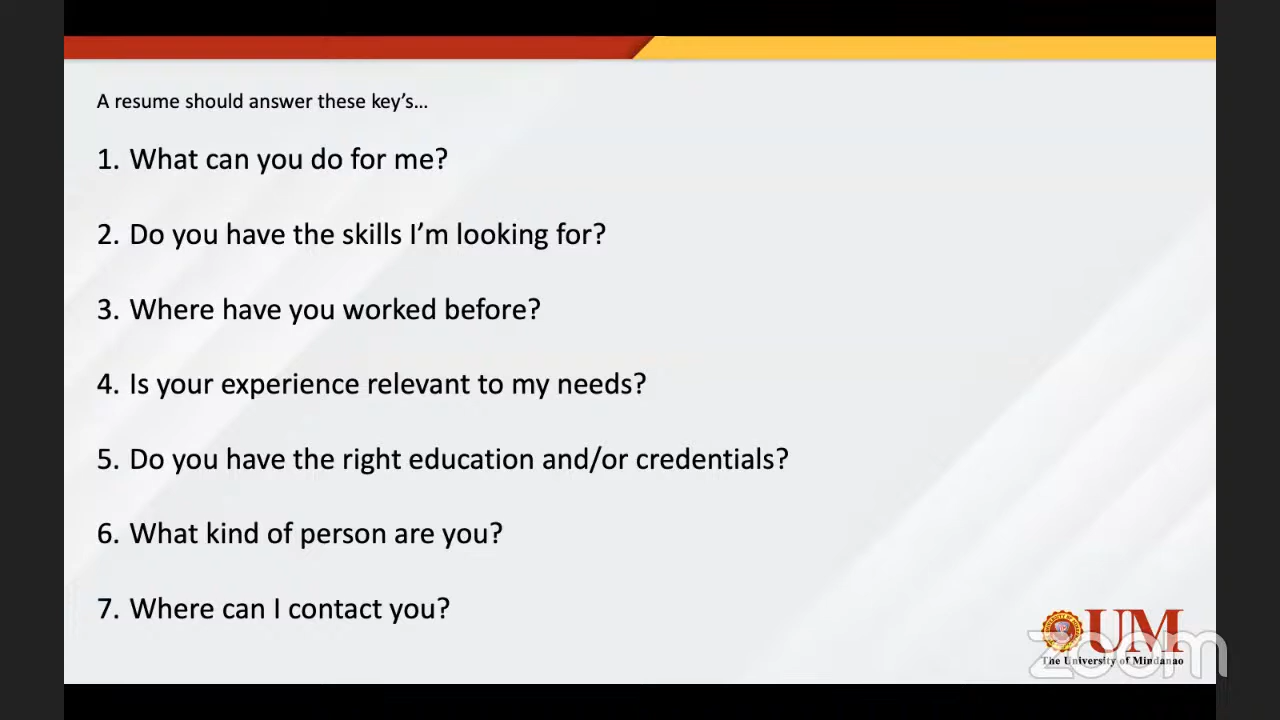 A resume should answer these key's...
1. What can you do for me?
2. Do you have the skills I'm looking for?
3. Where have you worked before?
4. Is your experience relevant to my needs?
5. Do you have the right education and/or credentials?
6. What kind of person are you?
7. Where can I contact you?
UM
The University of Mindanao
zoom